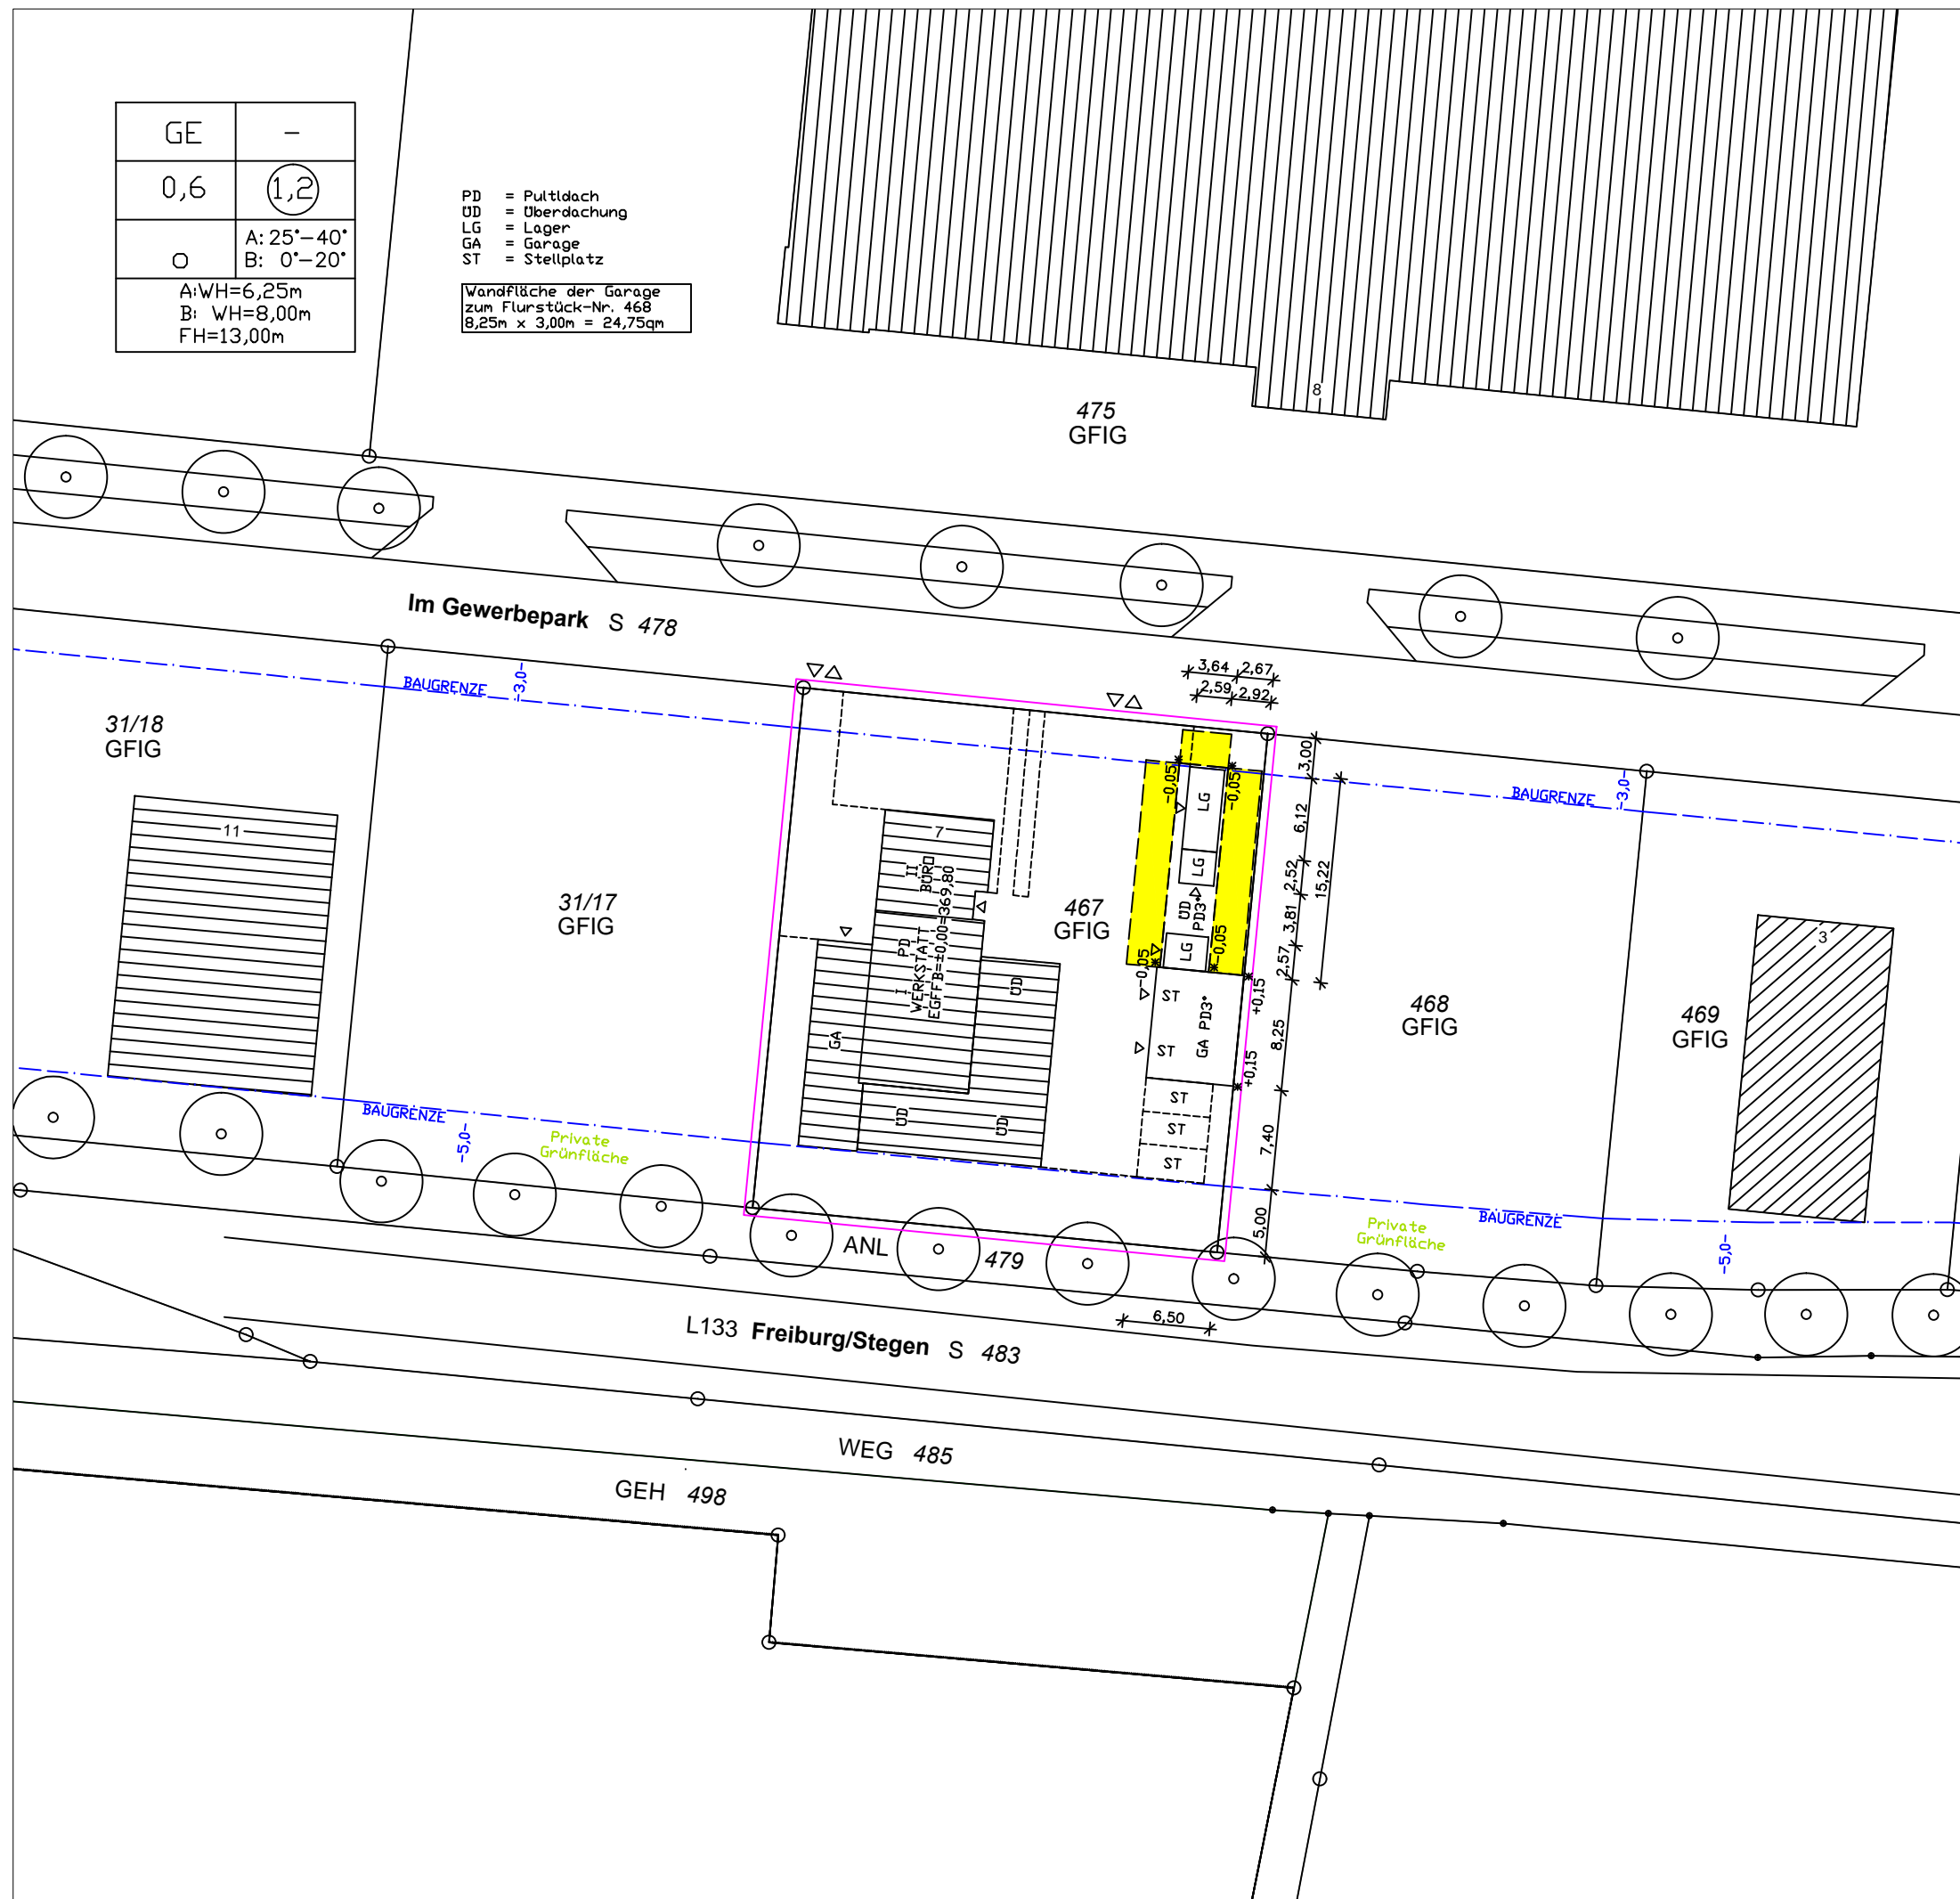 GE –
0,6 1,2
O A: 25°–40°
B: 0°–20°
A:WH=6,25m
B: WH=8,00m
FH=13,00m
PD = Pultldach
ÜD = Überdachung
LG = Lager
GA = Garage
ST = Stellplatz
Wandfläche der Garage
zum Flurstück-Nr. 468
8,25m x 3,00m = 24,75qm
8
475
GFIG
Im Gewerbepark S 478
BAUGRENZE
-3,0-
3,64 2,67
2,59 2,92
31/18
GFIG
11
31/17
GFIG
7
II
BÜRO
PD
I
WERKSTATT
EGFFB=±0,00=369,80
GA
ÜD
ÜD
ÜD
467
GFIG
-0,05
-0,05
LG
LG
ÜD
PD3°
LG
-0,05
-0,05
ST
ST
GA PD3°
+0,15
+0,15
ST
ST
ST
3,00
6,12
2,52
3,81
2,57
15,22
8,25
7,40
5,00
BAUGRENZE
-3,0-
468
GFIG
469
GFIG
3
BAUGRENZE
-5,0-
Private
Grünfläche
Private
Grünfläche
BAUGRENZE
-5,0-
ANL 479
6,50
L133 Freiburg/Stegen S 483
WEG 485
GEH 498